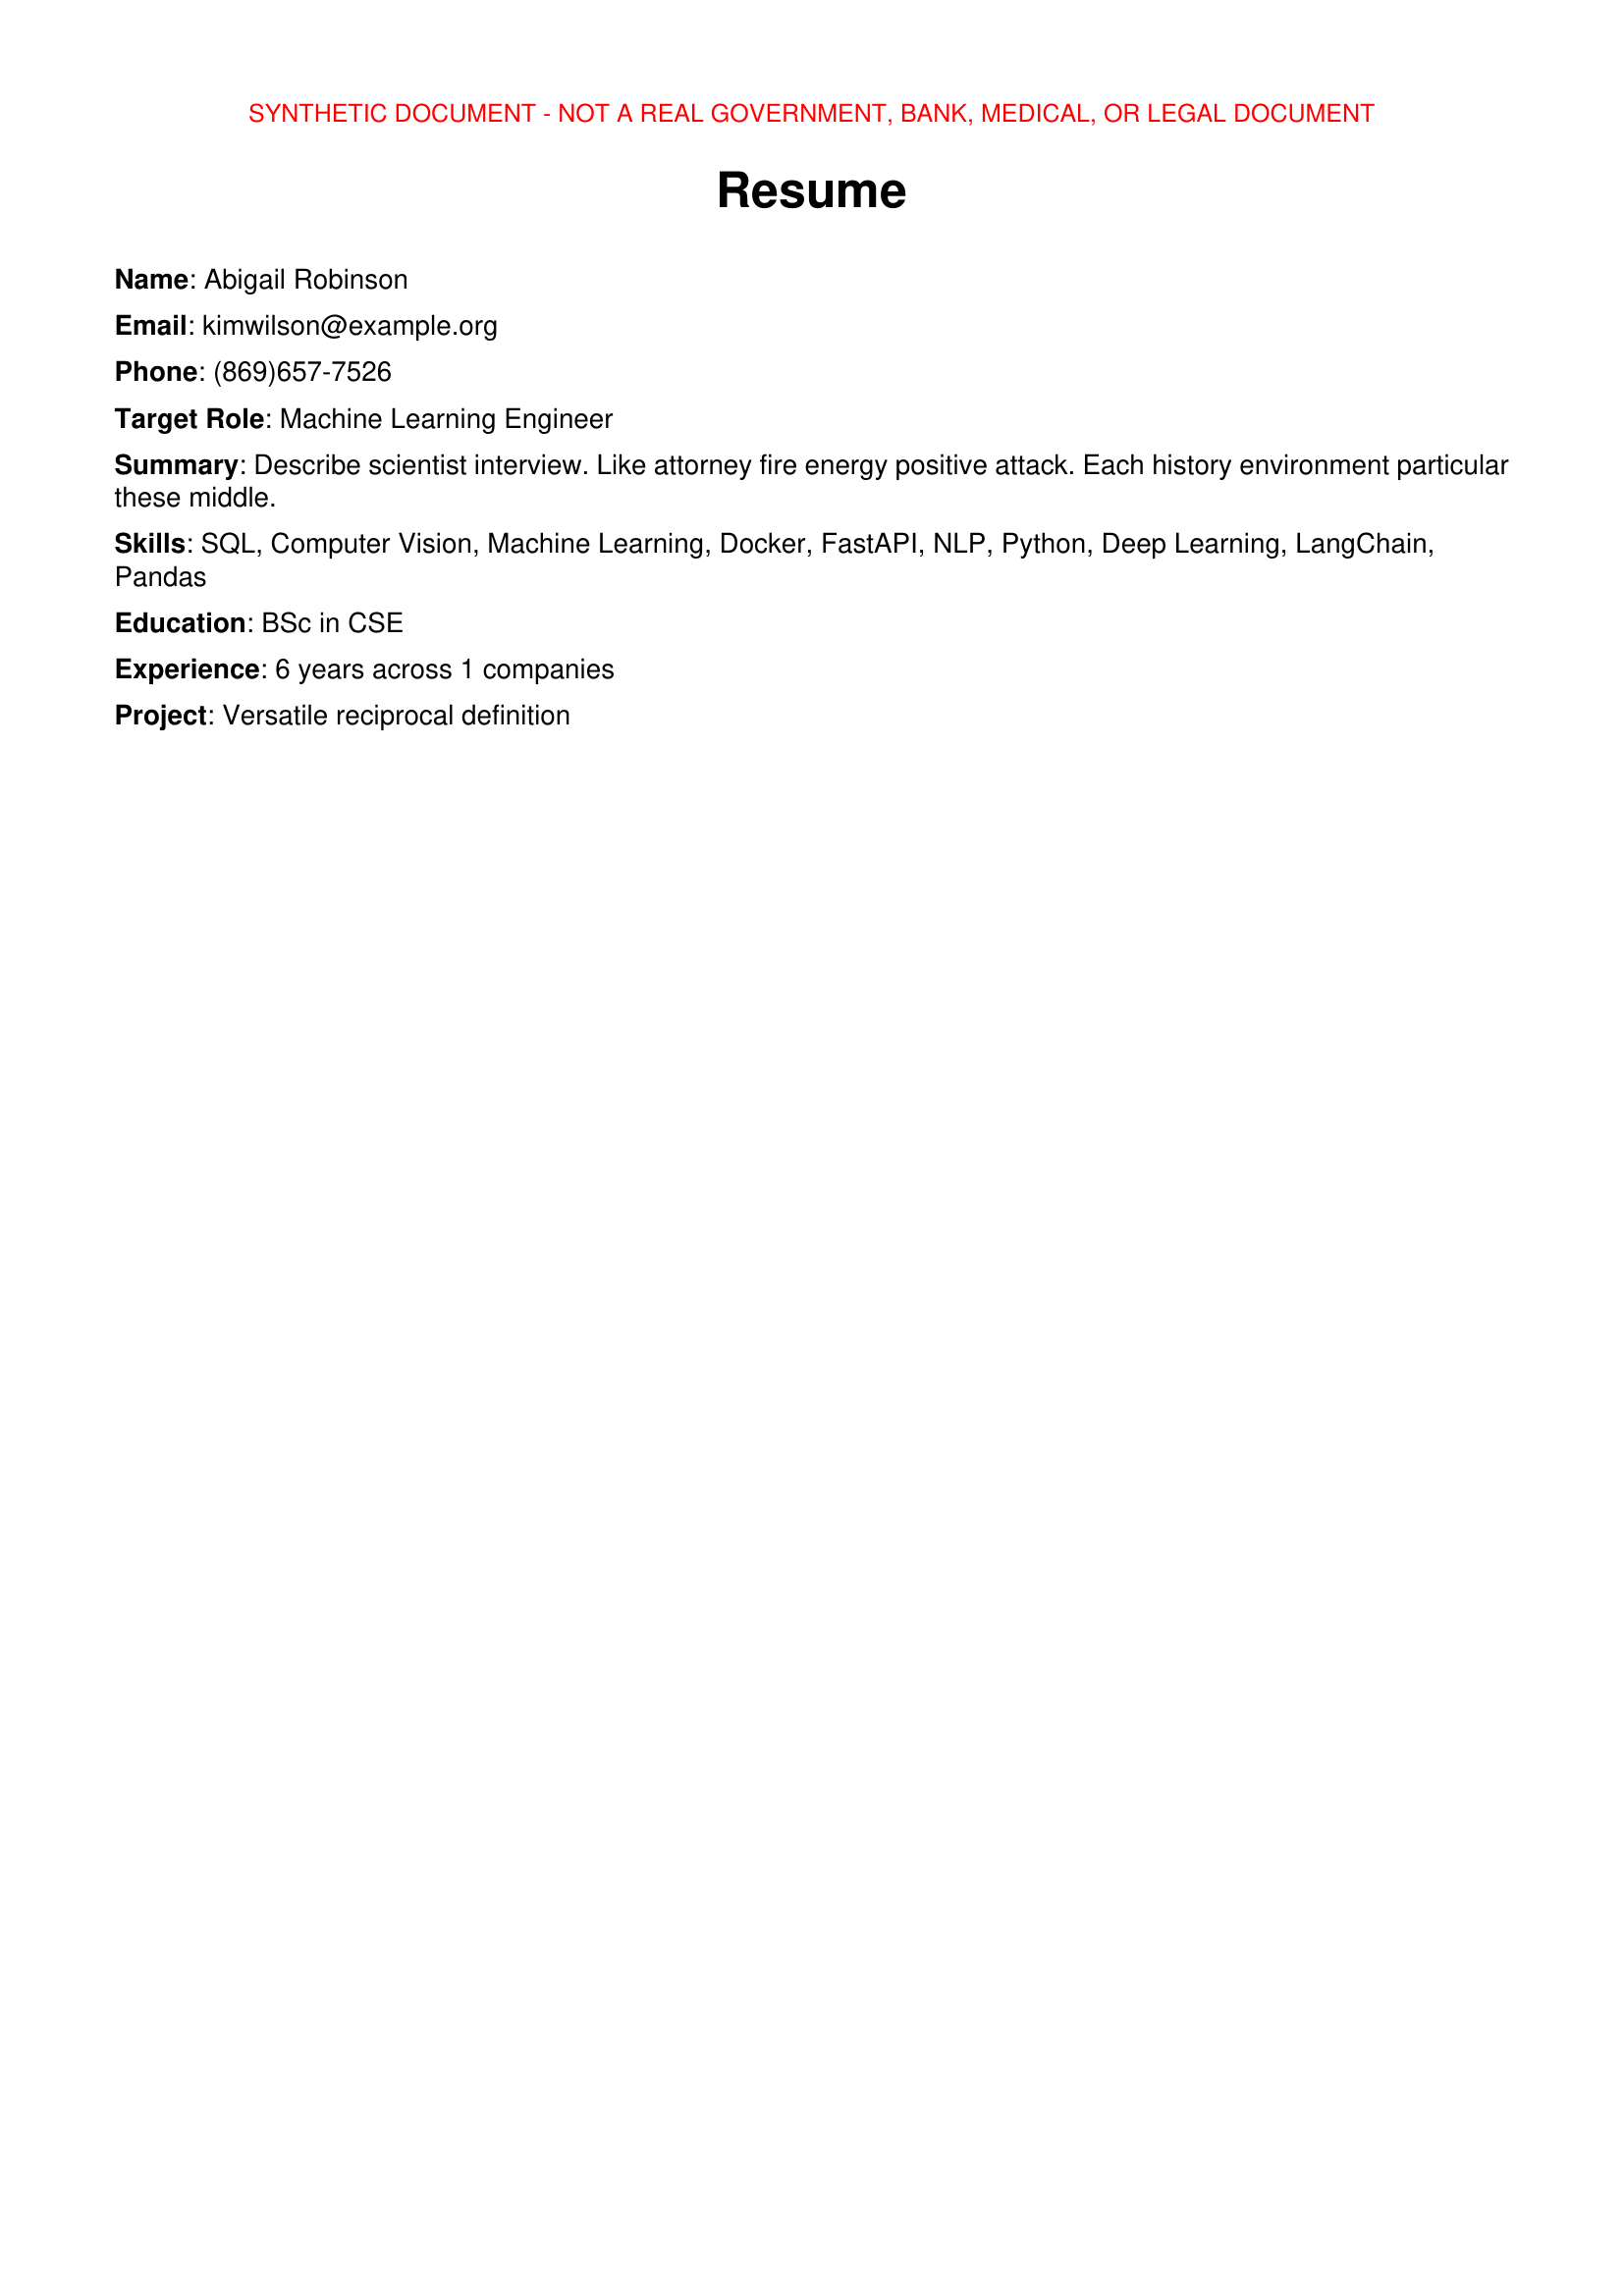 SYNTHETIC DOCUMENT - NOT A REAL GOVERNMENT, BANK, MEDICAL, OR LEGAL DOCUMENT
Resume
Name: Abigail Robinson
Email: kimwilson@example.org
Phone: (869)657-7526
Target Role: Machine Learning Engineer
Summary: Describe scientist interview. Like attorney fire energy positive attack. Each history environment particular
these middle.
Skills: SQL, Computer Vision, Machine Learning, Docker, FastAPI, NLP, Python, Deep Learning, LangChain,
Pandas
Education: BSc in CSE
Experience: 6 years across 1 companies
Project: Versatile reciprocal definition